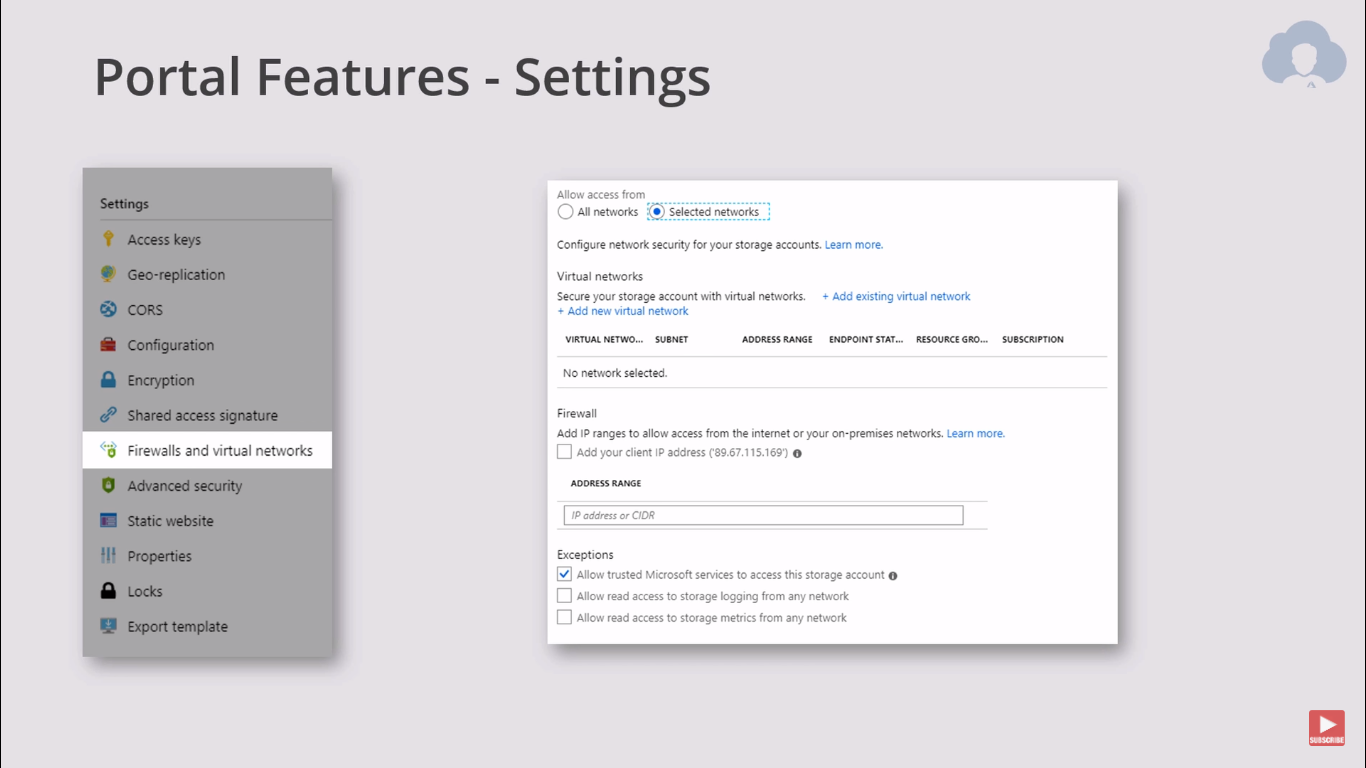 Portal Features - Settings
Settings
Access keys
Geo-replication
CORS
Configuration
Encryption
Shared access signature
Firewalls and virtual networks
Advanced security
Static website
Properties
Locks
Export template
Allow access from
All networks Selected networks
Configure network security for your storage accounts. Learn more.
Virtual networks
Secure your storage account with virtual networks. + Add existing virtual network
+ Add new virtual network
VIRTUAL NETWO... SUBNET ADDRESS RANGE ENDPOINT STAT... RESOURCE GRO... SUBSCRIPTION
No network selected.
Firewall
Add IP ranges to allow access from the internet or your on-premises networks. Learn more.
Add your client IP address ('89.67.115.169')
ADDRESS RANGE
IP address or CIDR
Exceptions
Allow trusted Microsoft services to access this storage account
Allow read access to storage logging from any network
Allow read access to storage metrics from any network
SUBSCRIBE